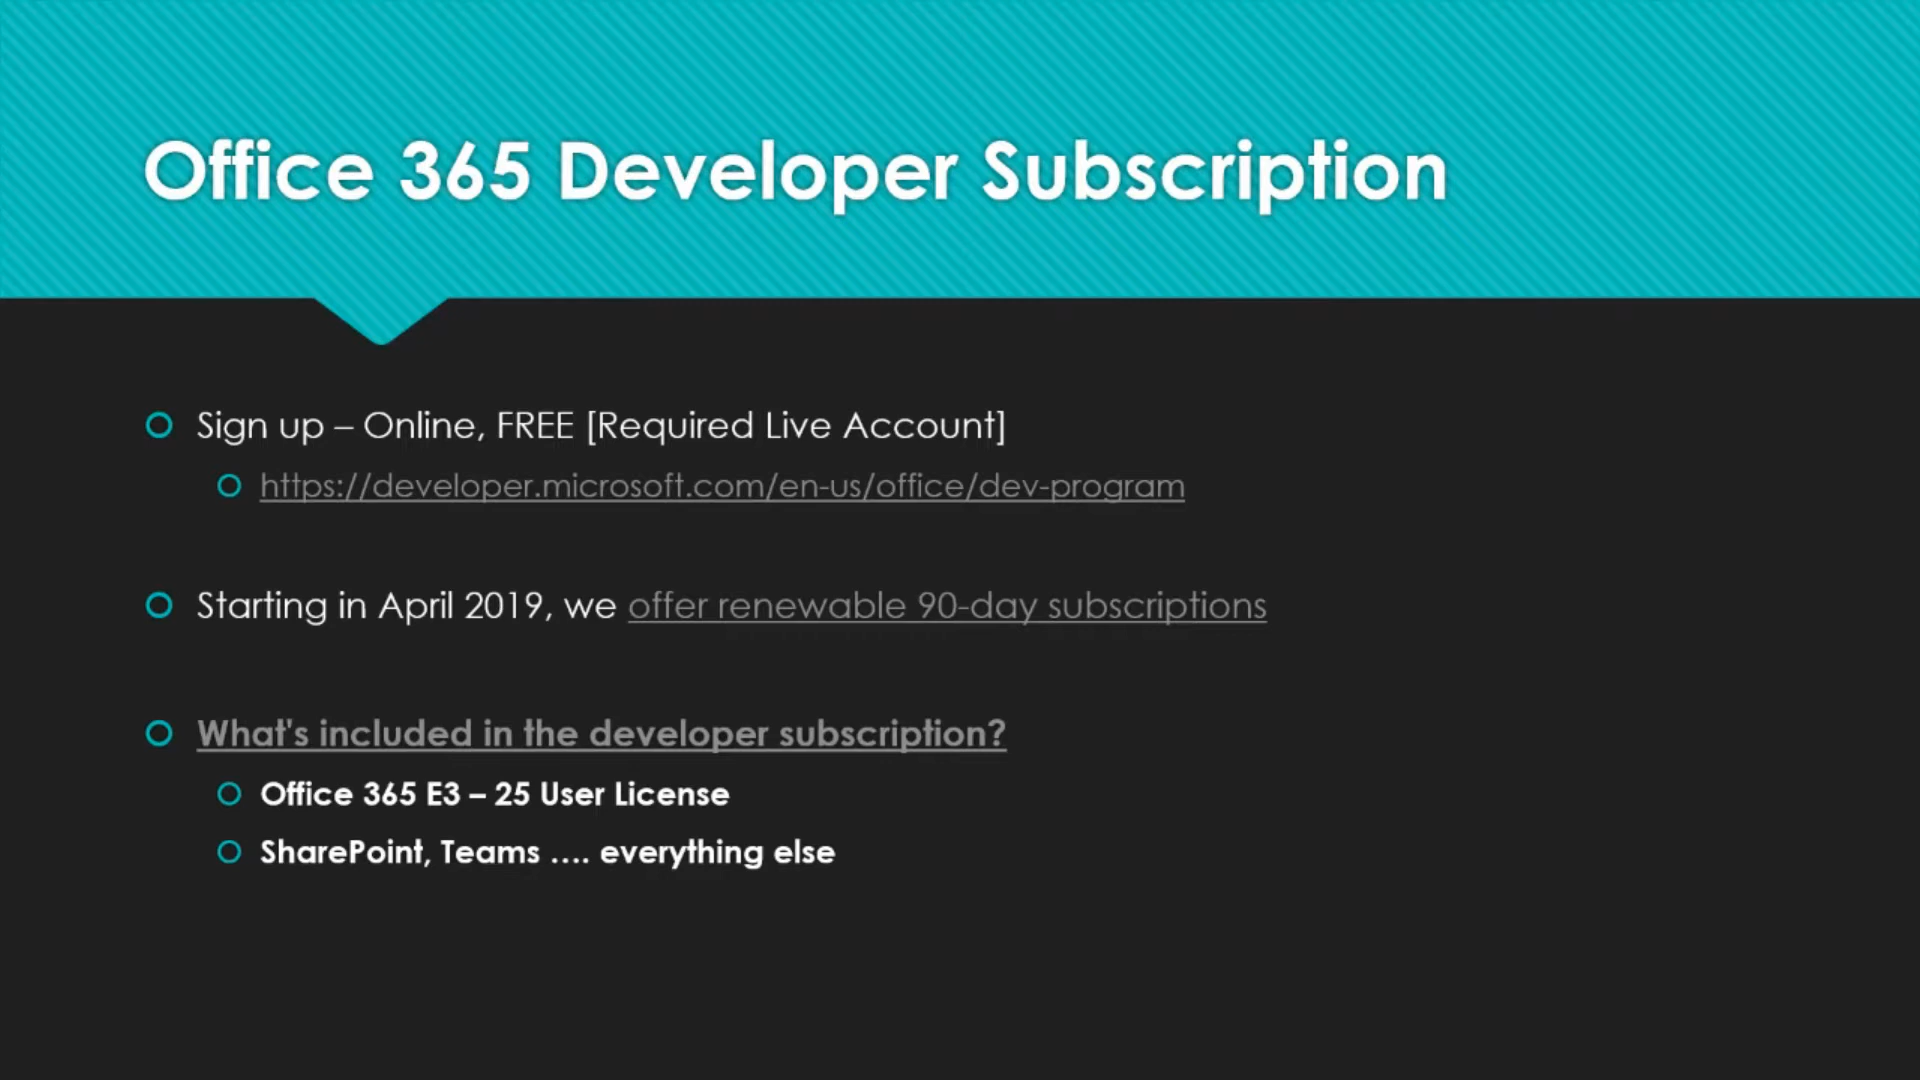 Office 365 Developer Subscription
Sign up – Online, FREE [Required Live Account]
https://developer.microsoft.com/en-us/office/dev-program
Starting in April 2019, we offer renewable 90-day subscriptions
What's included in the developer subscription?
Office 365 E3 – 25 User License
SharePoint, Teams …. everything else